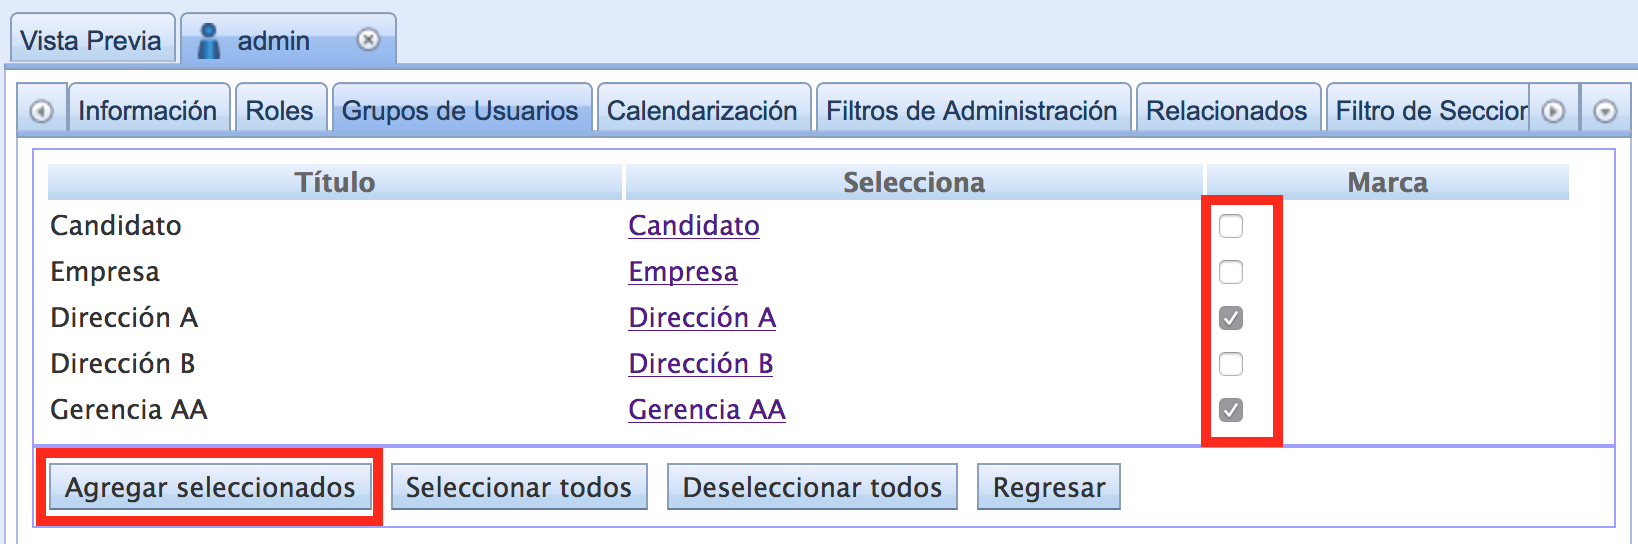 Vista Previa admin
Información Roles Grupos de Usuarios Calendarización Filtros de Administración Relacionados Filtro de Seccior
Título Selecciona Marca
Candidato Candidato
Empresa Empresa
Dirección A Dirección A
Dirección B Dirección B
Gerencia AA Gerencia AA
Agregar seleccionados Seleccionar todos Deseleccionar todos Regresar